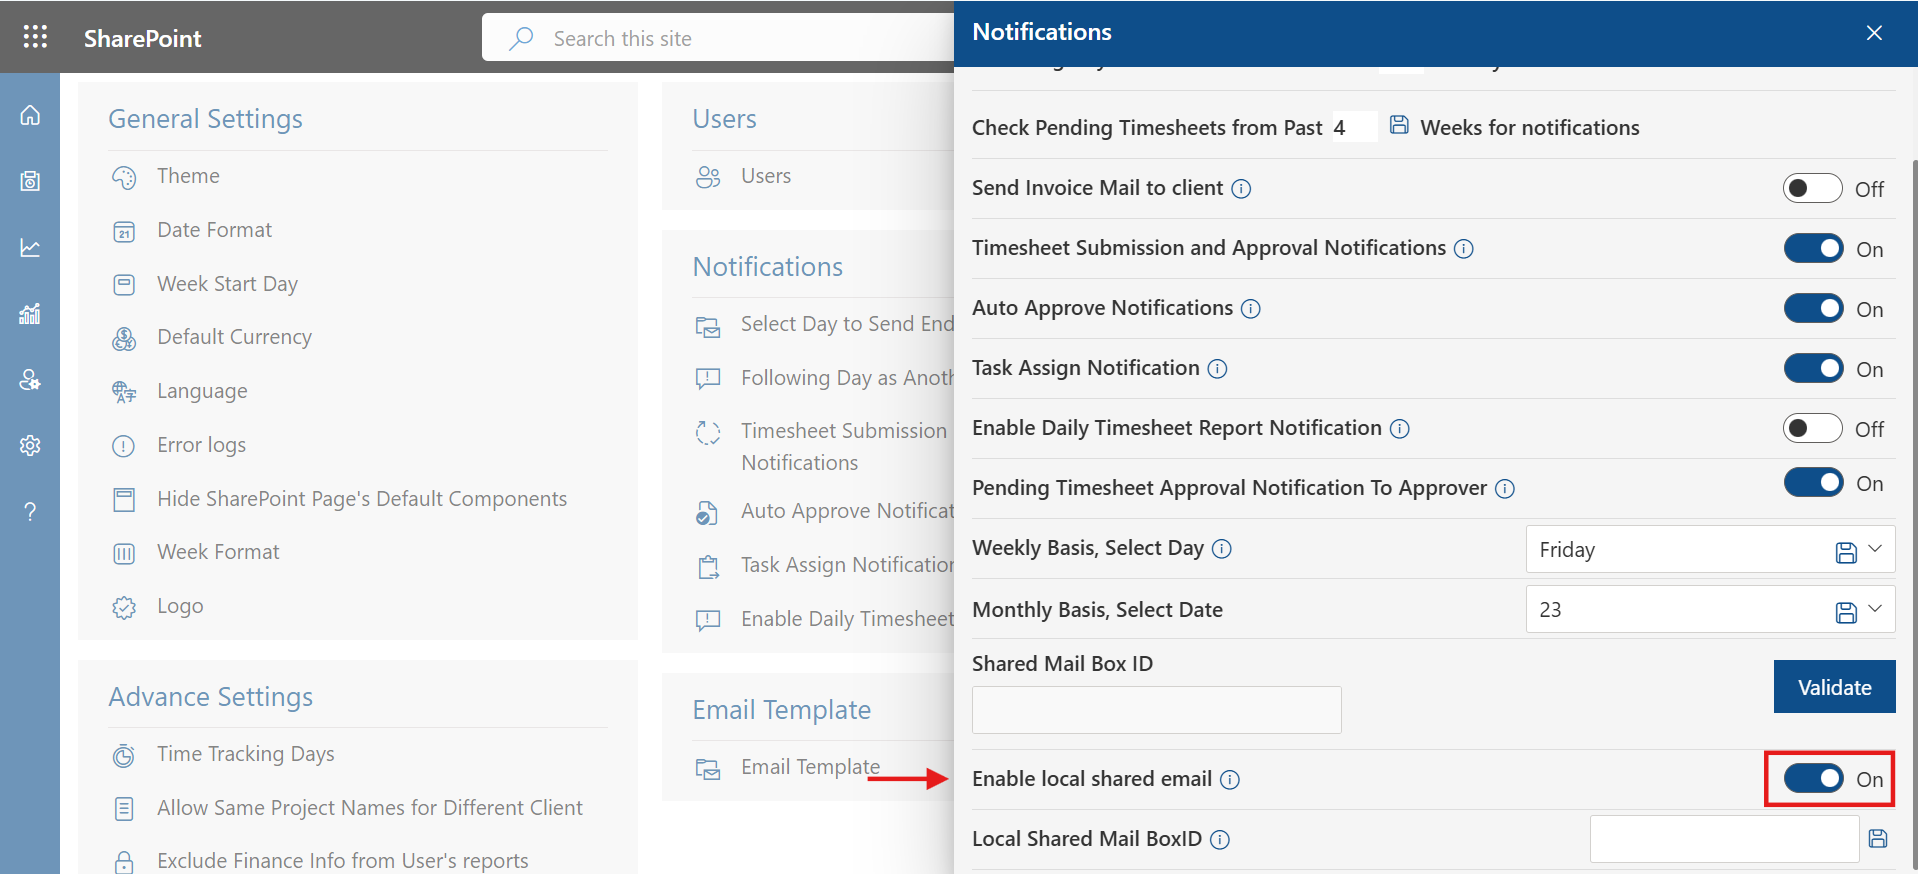 SharePoint
Search this site
General Settings
Theme
21
Date Format
Week Start Day
Default Currency
Language
Error logs
Hide SharePoint Page's Default Components
Week Format
Logo
Advance Settings
Time Tracking Days
Allow Same Project Names for Different Client
Exclude Finance Info from User's reports
Users
Users
Notifications
Select Day to Send End
Following Day as Anoth
Timesheet Submission
Notifications
Auto Approve Notificat
Task Assign Notification
Enable Daily Timesheet
Email Template
Email Template
Notifications
Check Pending Timesheets from Past 4 Weeks for notifications
Send Invoice Mail to client Off
Timesheet Submission and Approval Notifications On
Auto Approve Notifications On
Task Assign Notification On
Enable Daily Timesheet Report Notification Off
Pending Timesheet Approval Notification To Approver On
Weekly Basis, Select Day Friday
Monthly Basis, Select Date 23
Shared Mail Box ID
Validate
Enable local shared email On
Local Shared Mail BoxID